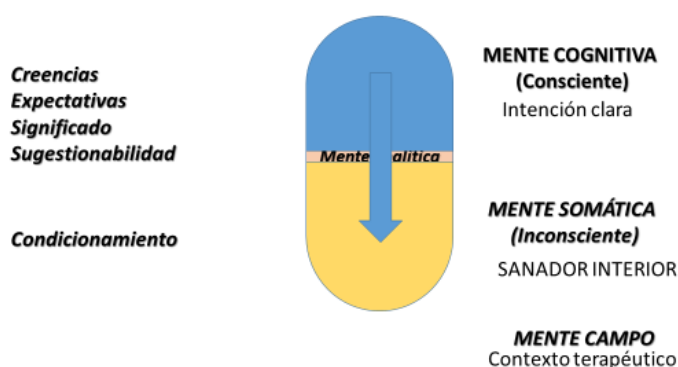 Creencias
Expectativas
Significado
Sugestionabilidad
Condicionamiento
Mente
alítica
MENTE COGNITIVA
(Consciente)
Intención clara
MENTE SOMÁTICA
(Inconsciente)
SANADOR INTERIOR
MENTE CAMPO
Contexto terapéutico